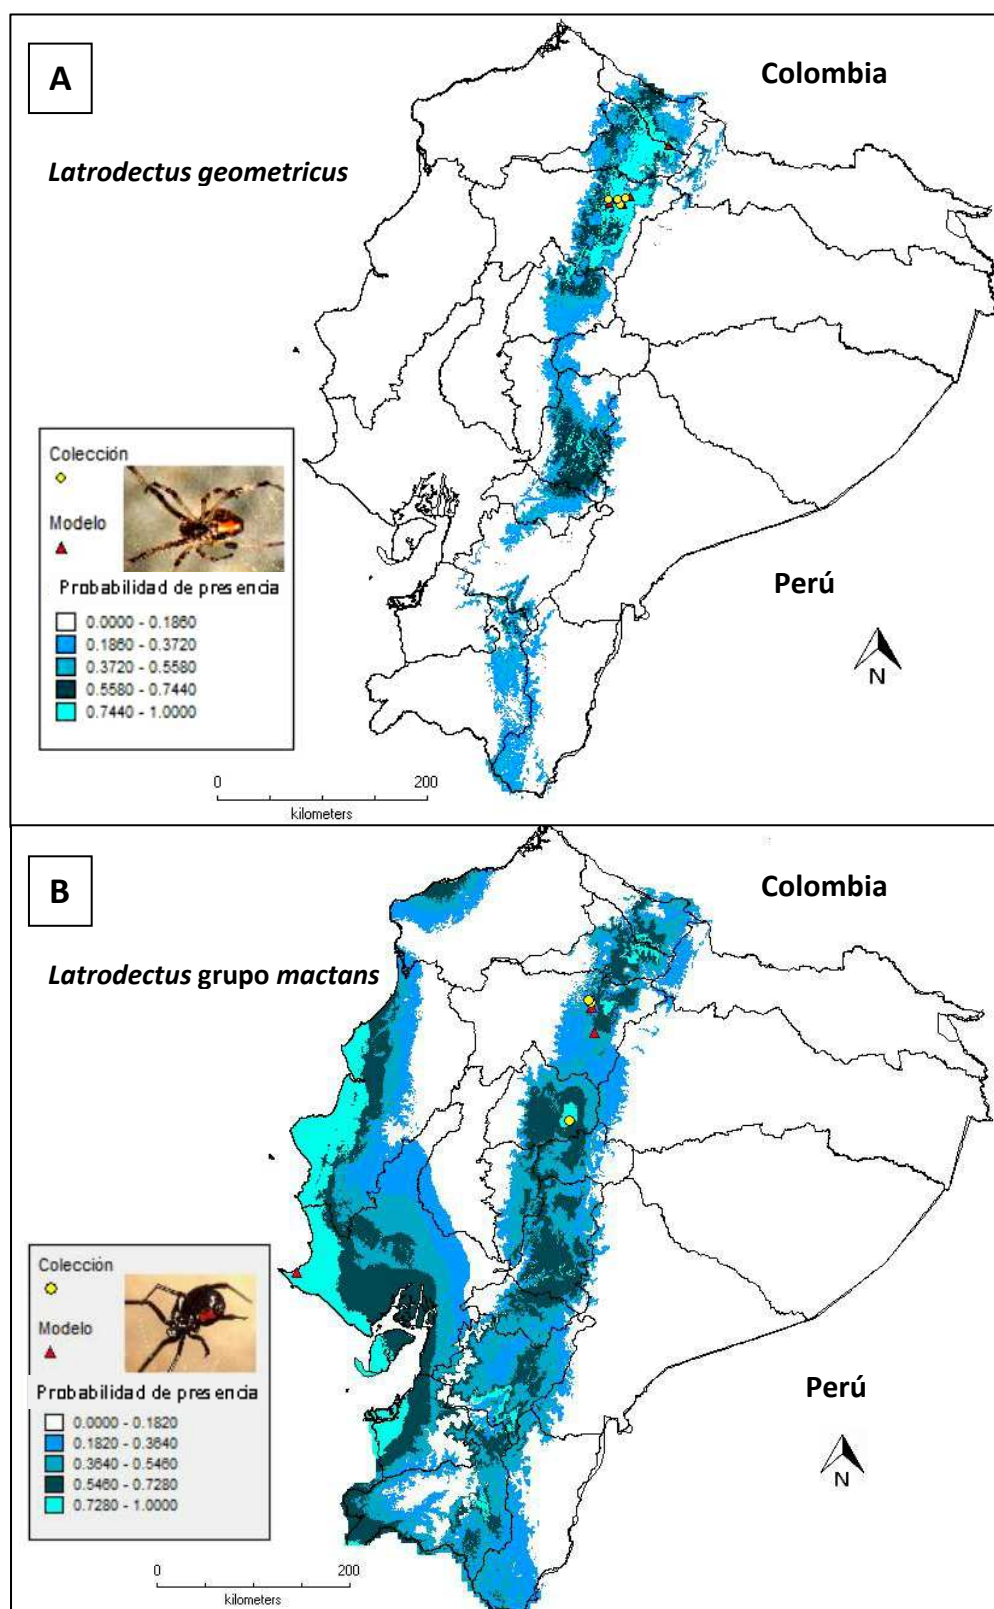 A
Colombia
Latrodectus geometricus
Colección
Modelo
Probabilidad de presencia
0.0000 - 0.1860
0.1860 - 0.3720
0.3720 - 0.5580
0.5580 - 0.7440
0.7440 - 1.0000
Perú
N
0 200
kilometers
B
Colombia
Latrodectus grupo mactans
Colección
Modelo
Probabilidad de presencia
0.0000 - 0.1820
0.1820 - 0.3640
0.3640 - 0.5460
0.5460 - 0.7280
0.7280 - 1.0000
Perú
N
0 200
kilometers